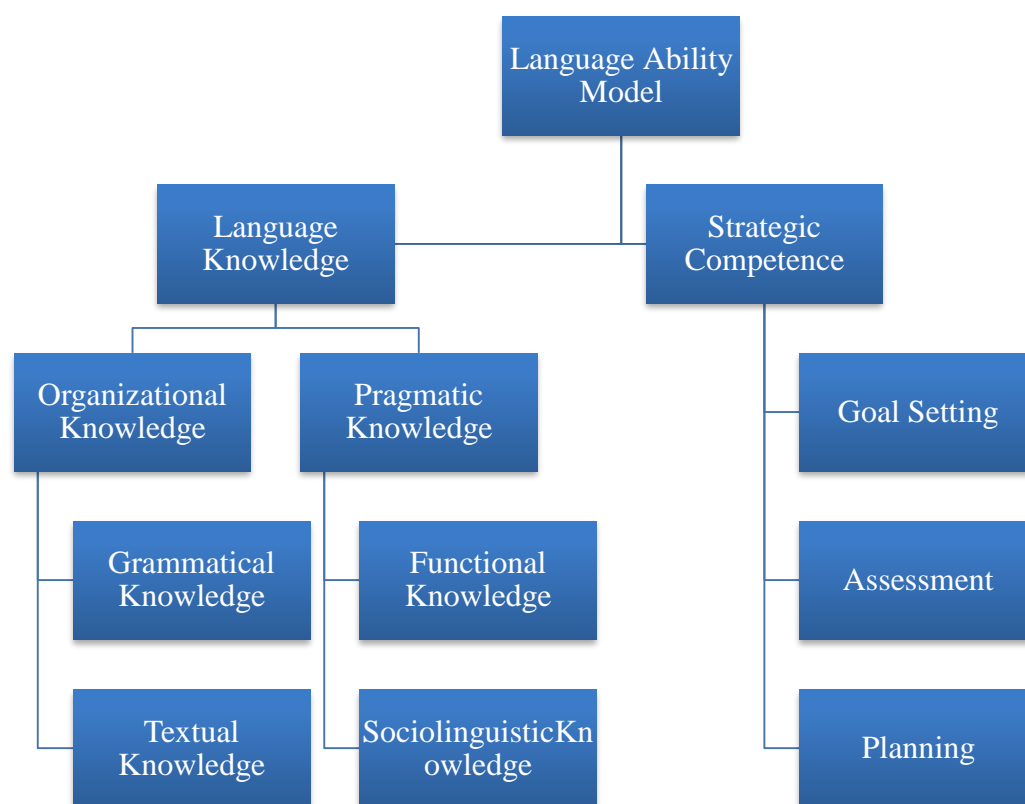 Language Ability
Model
Language
Knowledge
Strategic
Competence
Organizational
Knowledge
Pragmatic
Knowledge
Goal Setting
Grammatical
Knowledge
Functional
Knowledge
Assessment
Textual
Knowledge
SociolinguisticKn
owledge
Planning